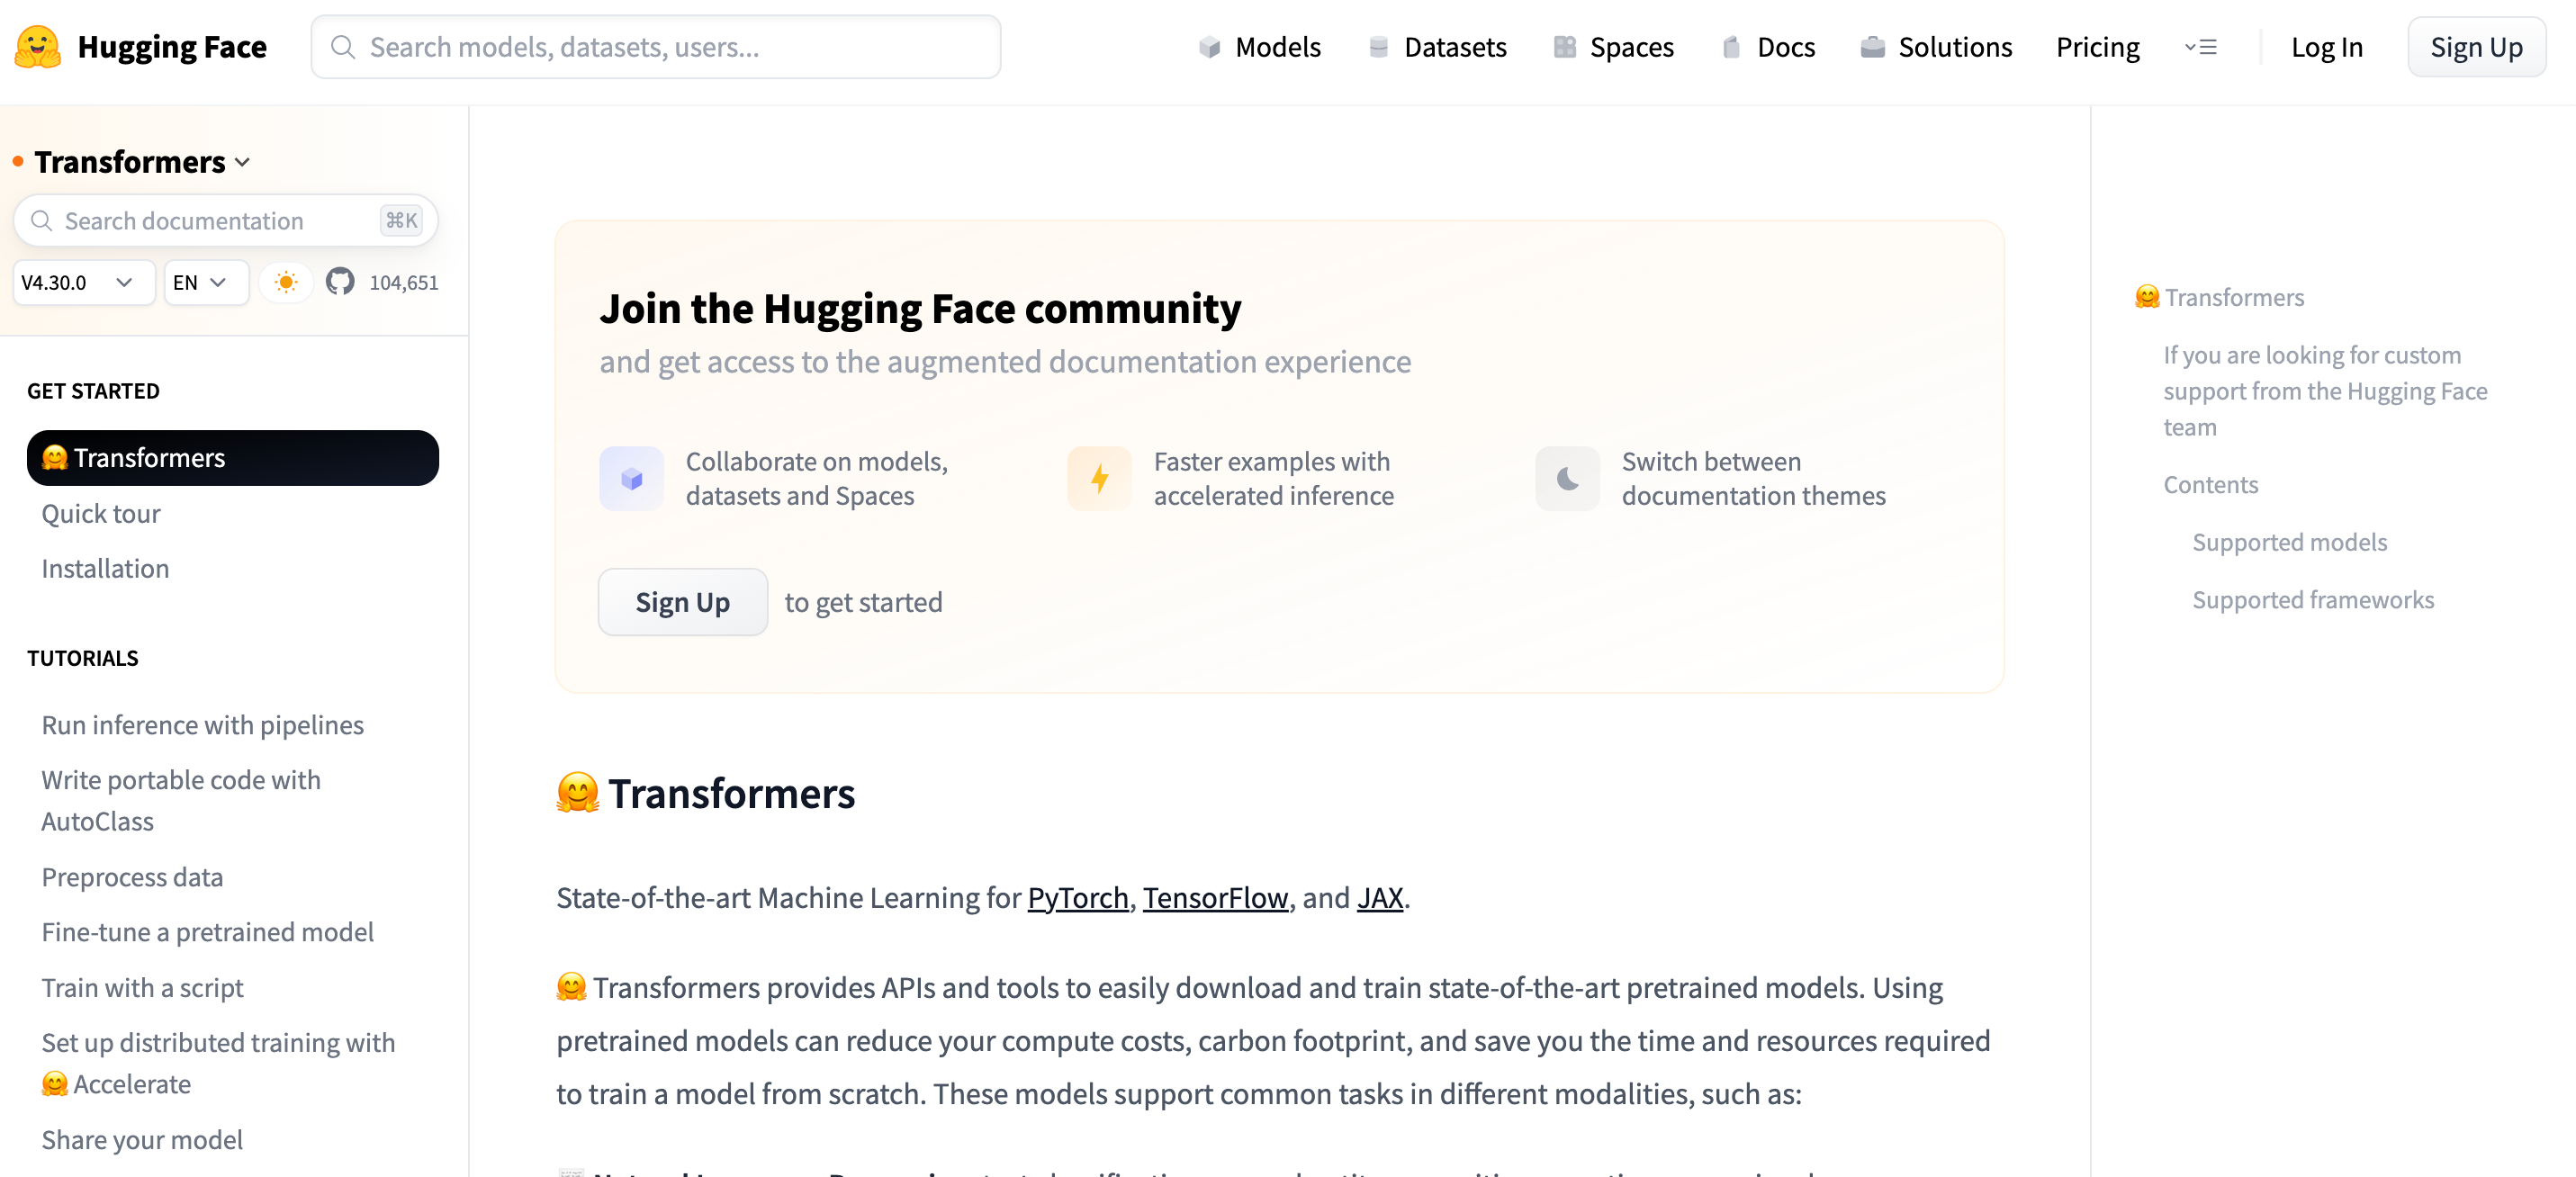 Hugging Face
Search models, datasets, users...
Models
Datasets
Spaces
Docs
Solutions
Pricing
Log In
Sign Up
Transformers
Search documentation
⌘K
V4.30.0
EN
104,651
GET STARTED
🤗 Transformers
Quick tour
Installation
TUTORIALS
Run inference with pipelines
Write portable code with
AutoClass
Preprocess data
Fine-tune a pretrained model
Train with a script
Set up distributed training with
🤗 Accelerate
Share your model
Join the Hugging Face community
and get access to the augmented documentation experience
Collaborate on models,
datasets and Spaces
Faster examples with
accelerated inference
Switch between
documentation themes
Sign Up to get started
🤗 Transformers
State-of-the-art Machine Learning for PyTorch, TensorFlow, and JAX.
🤗 Transformers provides APIs and tools to easily download and train state-of-the-art pretrained models. Using
pretrained models can reduce your compute costs, carbon footprint, and save you the time and resources required
to train a model from scratch. These models support common tasks in different modalities, such as:
🤗 Transformers
If you are looking for custom
support from the Hugging Face
team
Contents
Supported models
Supported frameworks